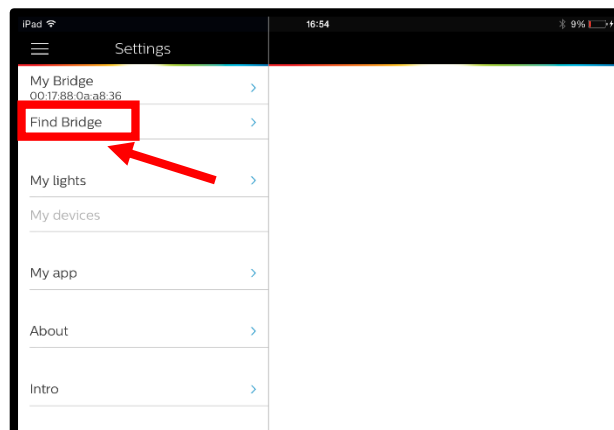 iPad 16:54 9%
Settings
My Bridge
00:17:88:0a:a8:36
Find Bridge
My lights
My devices
My app
About
Intro